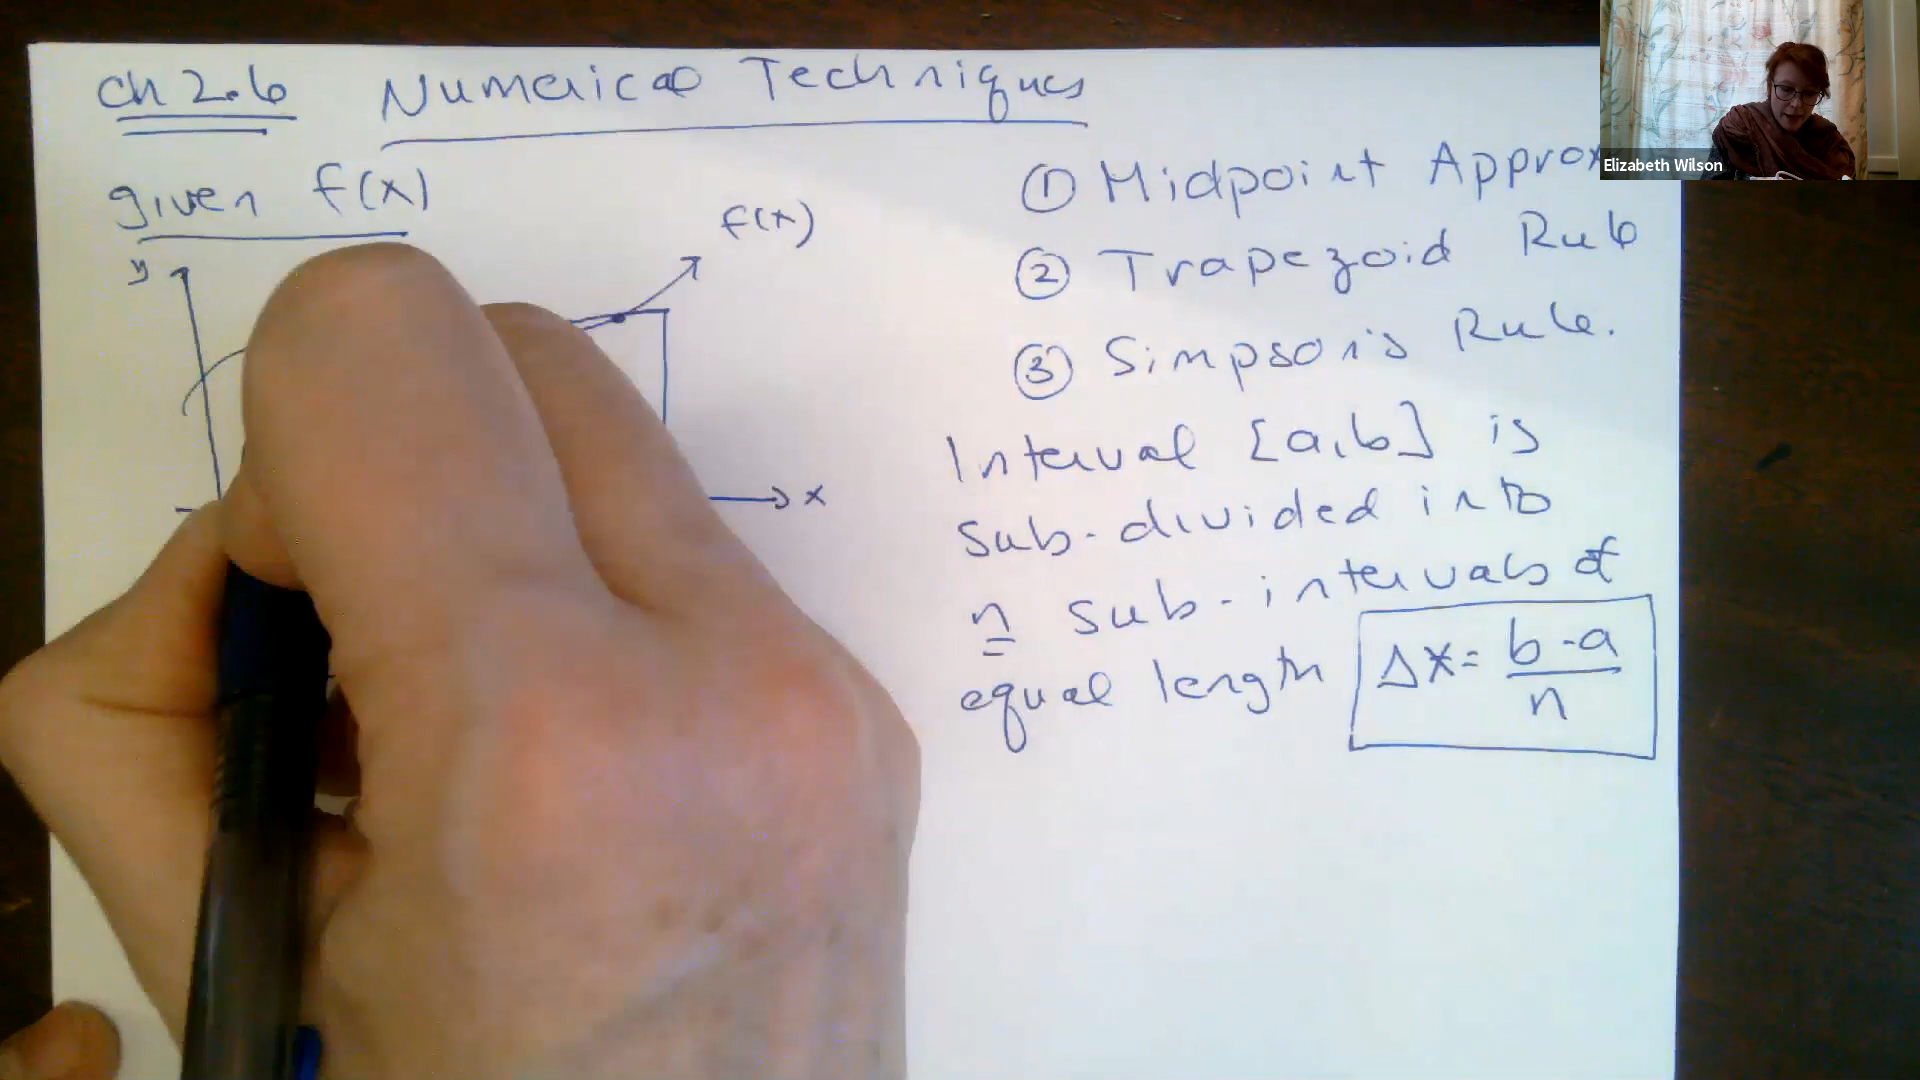 Ch 2.6 Numerical Techniques
given f(x)
y
f(x)
x
① Midpoint Approx
② Trapezoid Rule
③ Simpson's Rule.
Interval [a,b] is
sub-divided into
n sub-intervals of
equal length Δx = b-a
n
Elizabeth Wilson